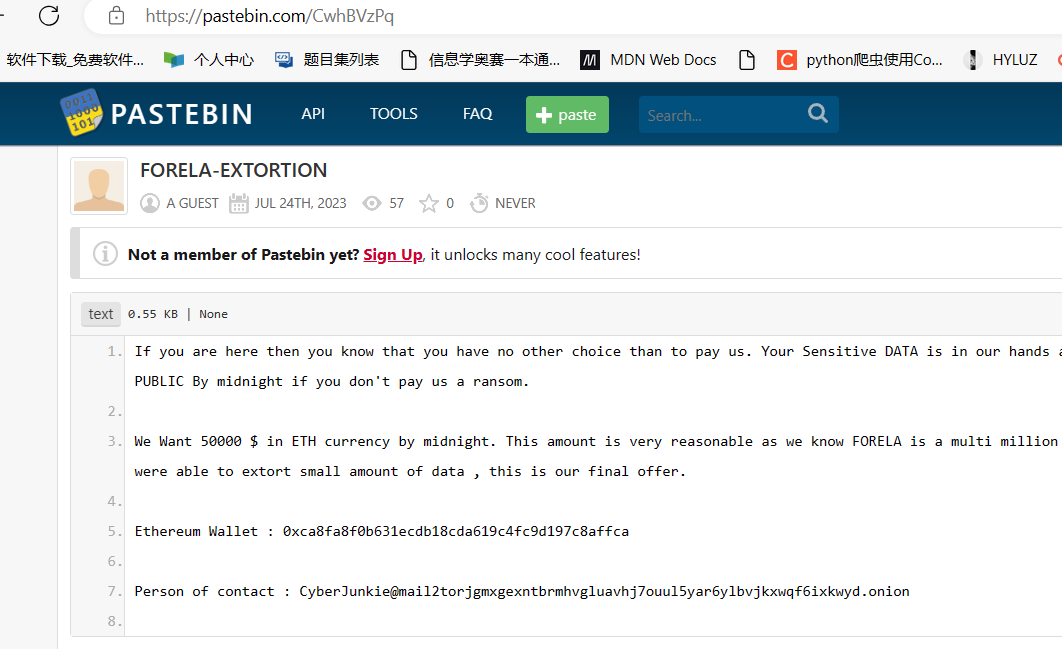 https://pastebin.com/CwhBVzPq
软件下载_免费软件... 个人中心 题目集列表 信息学奥赛一本通... MDN Web Docs python爬虫使用Co... HYLUZ
PASTEBIN API TOOLS FAQ + paste Search...
FORELA-EXTORTION
A GUEST JUL 24TH, 2023 57 0 NEVER
Not a member of Pastebin yet? Sign Up, it unlocks many cool features!
text 0.55 KB | None
1. If you are here then you know that you have no other choice than to pay us. Your Sensitive DATA is in our hands
PUBLIC By midnight if you don't pay us a ransom.
2.
3. We Want 50000 $ in ETH currency by midnight. This amount is very reasonable as we know FORELA is a multi million
were able to extort small amount of data , this is our final offer.
4.
5. Ethereum Wallet : 0xca8fa8f0b631ecdb18cda619c4fc9d197c8affca
6.
7. Person of contact : CyberJunkie@mail2torjgmxgexntbrmhvgluavhj7ouul5yar6ylbvjkxwqf6ixkwyd.onion
8.